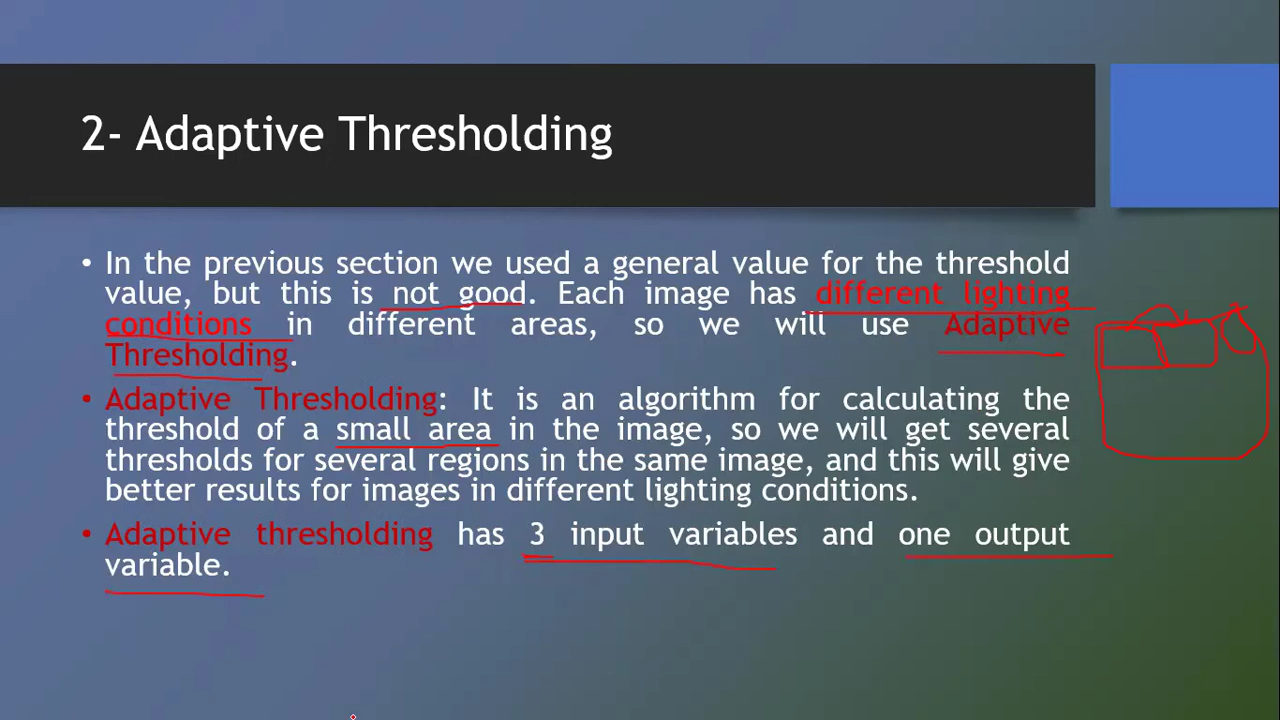 2- Adaptive Thresholding
• In the previous section we used a general value for the threshold
value, but this is not good. Each image has different lighting
conditions in different areas, so we will use Adaptive
Thresholding.
• Adaptive Thresholding: It is an algorithm for calculating the
threshold of a small area in the image, so we will get several
thresholds for several regions in the same image, and this will give
better results for images in different lighting conditions.
• Adaptive thresholding has 3 input variables and one output
variable.